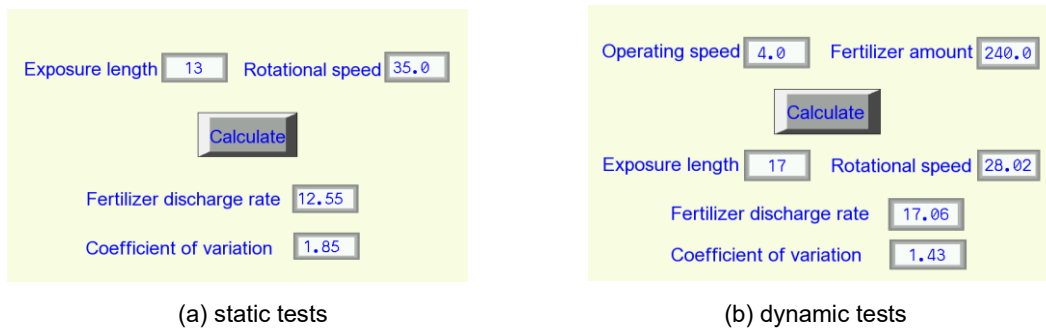 Exposure length 13 Rotational speed 35.0
Calculate
Fertilizer discharge rate 12.55
Coefficient of variation 1.85
(a) static tests
Operating speed 4.0 Fertilizer amount 240.0
Calculate
Exposure length 17 Rotational speed 28.02
Fertilizer discharge rate 17.06
Coefficient of variation 1.43
(b) dynamic tests